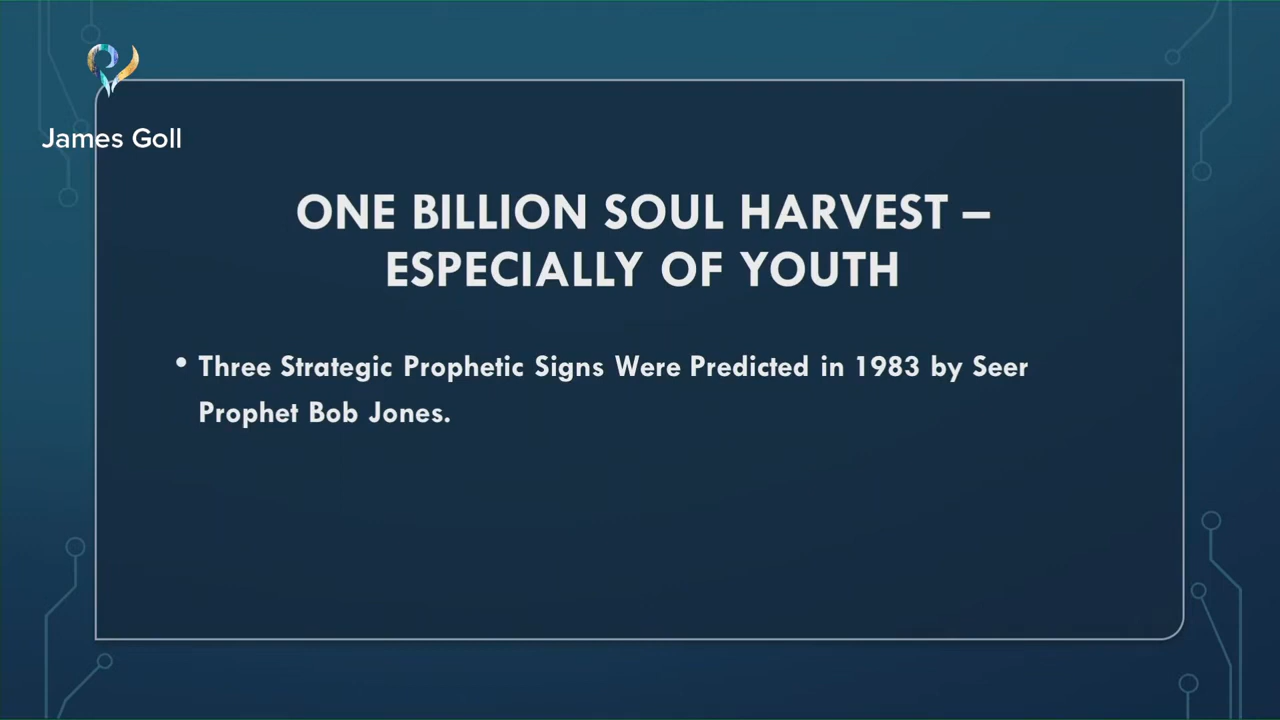 James Goll
ONE BILLION SOUL HARVEST –
ESPECIALLY OF YOUTH
• Three Strategic Prophetic Signs Were Predicted in 1983 by Seer
Prophet Bob Jones.